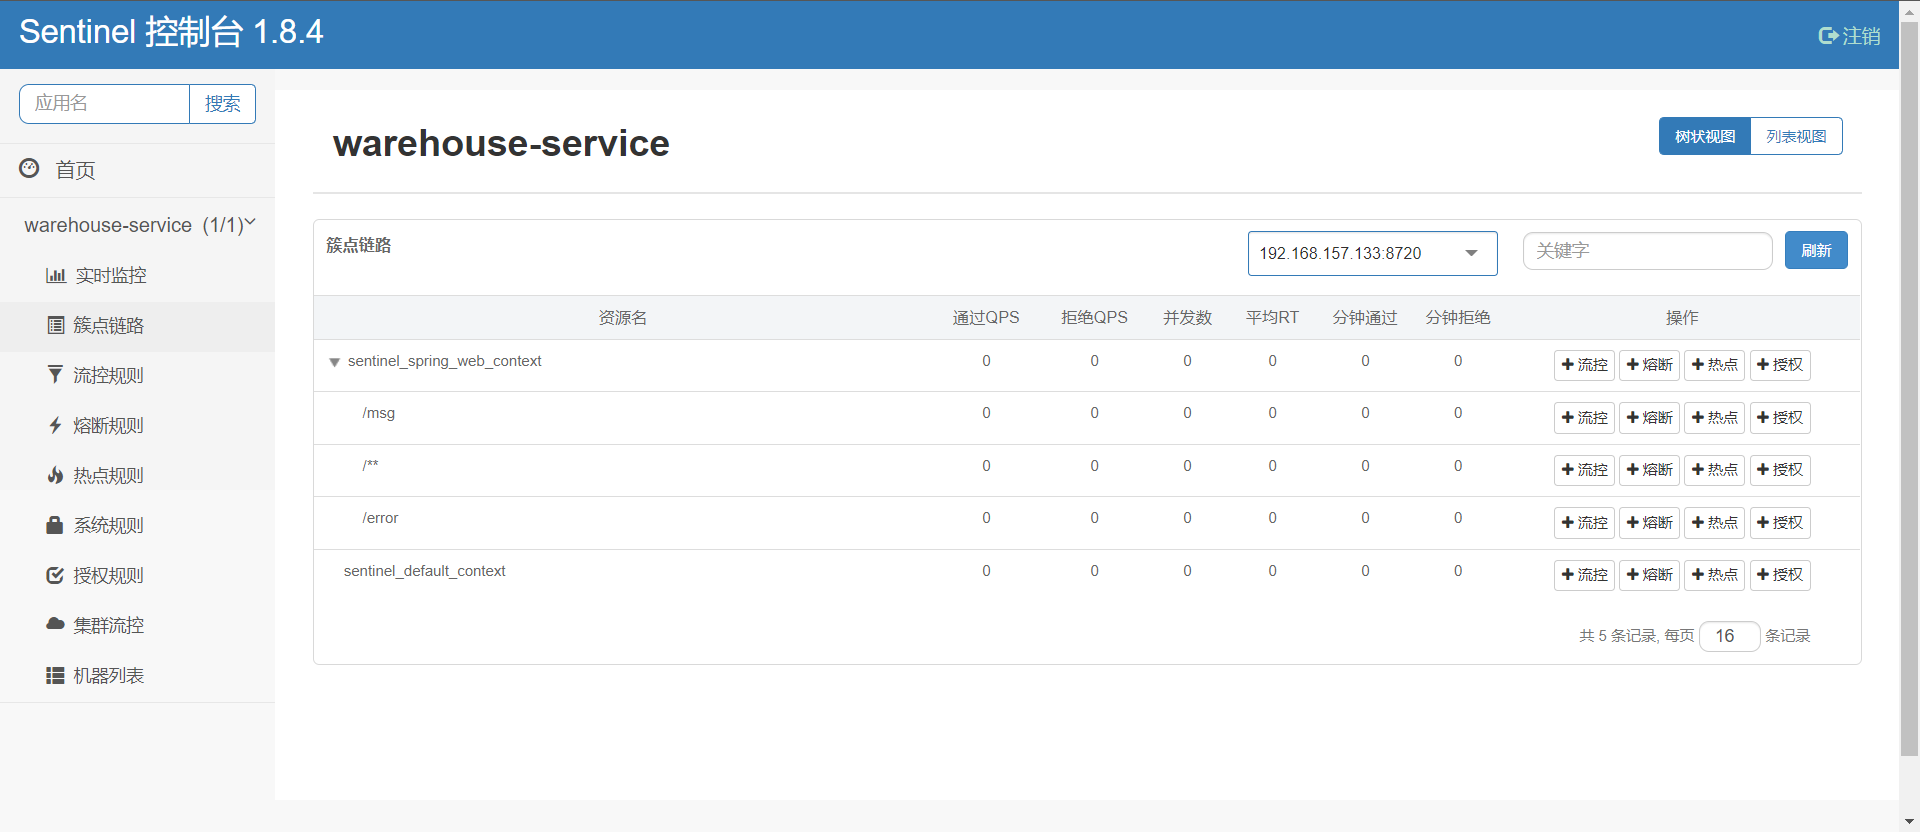 Sentinel 控制台 1.8.4
注销
应用名 搜索
首页
warehouse-service (1/1)
实时监控
簇点链路
流控规则
熔断规则
热点规则
系统规则
授权规则
集群流控
机器列表
warehouse-service
树状视图 列表视图
簇点链路 192.168.157.133:8720 关键字 刷新
资源名 通过QPS 拒绝QPS 并发数 平均RT 分钟通过 分钟拒绝 操作
sentinel_spring_web_context 0 0 0 0 0 0 流控 熔断 热点 授权
/msg 0 0 0 0 0 0 流控 熔断 热点 授权
/** 0 0 0 0 0 0 流控 熔断 热点 授权
/error 0 0 0 0 0 0 流控 熔断 热点 授权
sentinel_default_context 0 0 0 0 0 0 流控 熔断 热点 授权
共 5 条记录, 每页 16 条记录